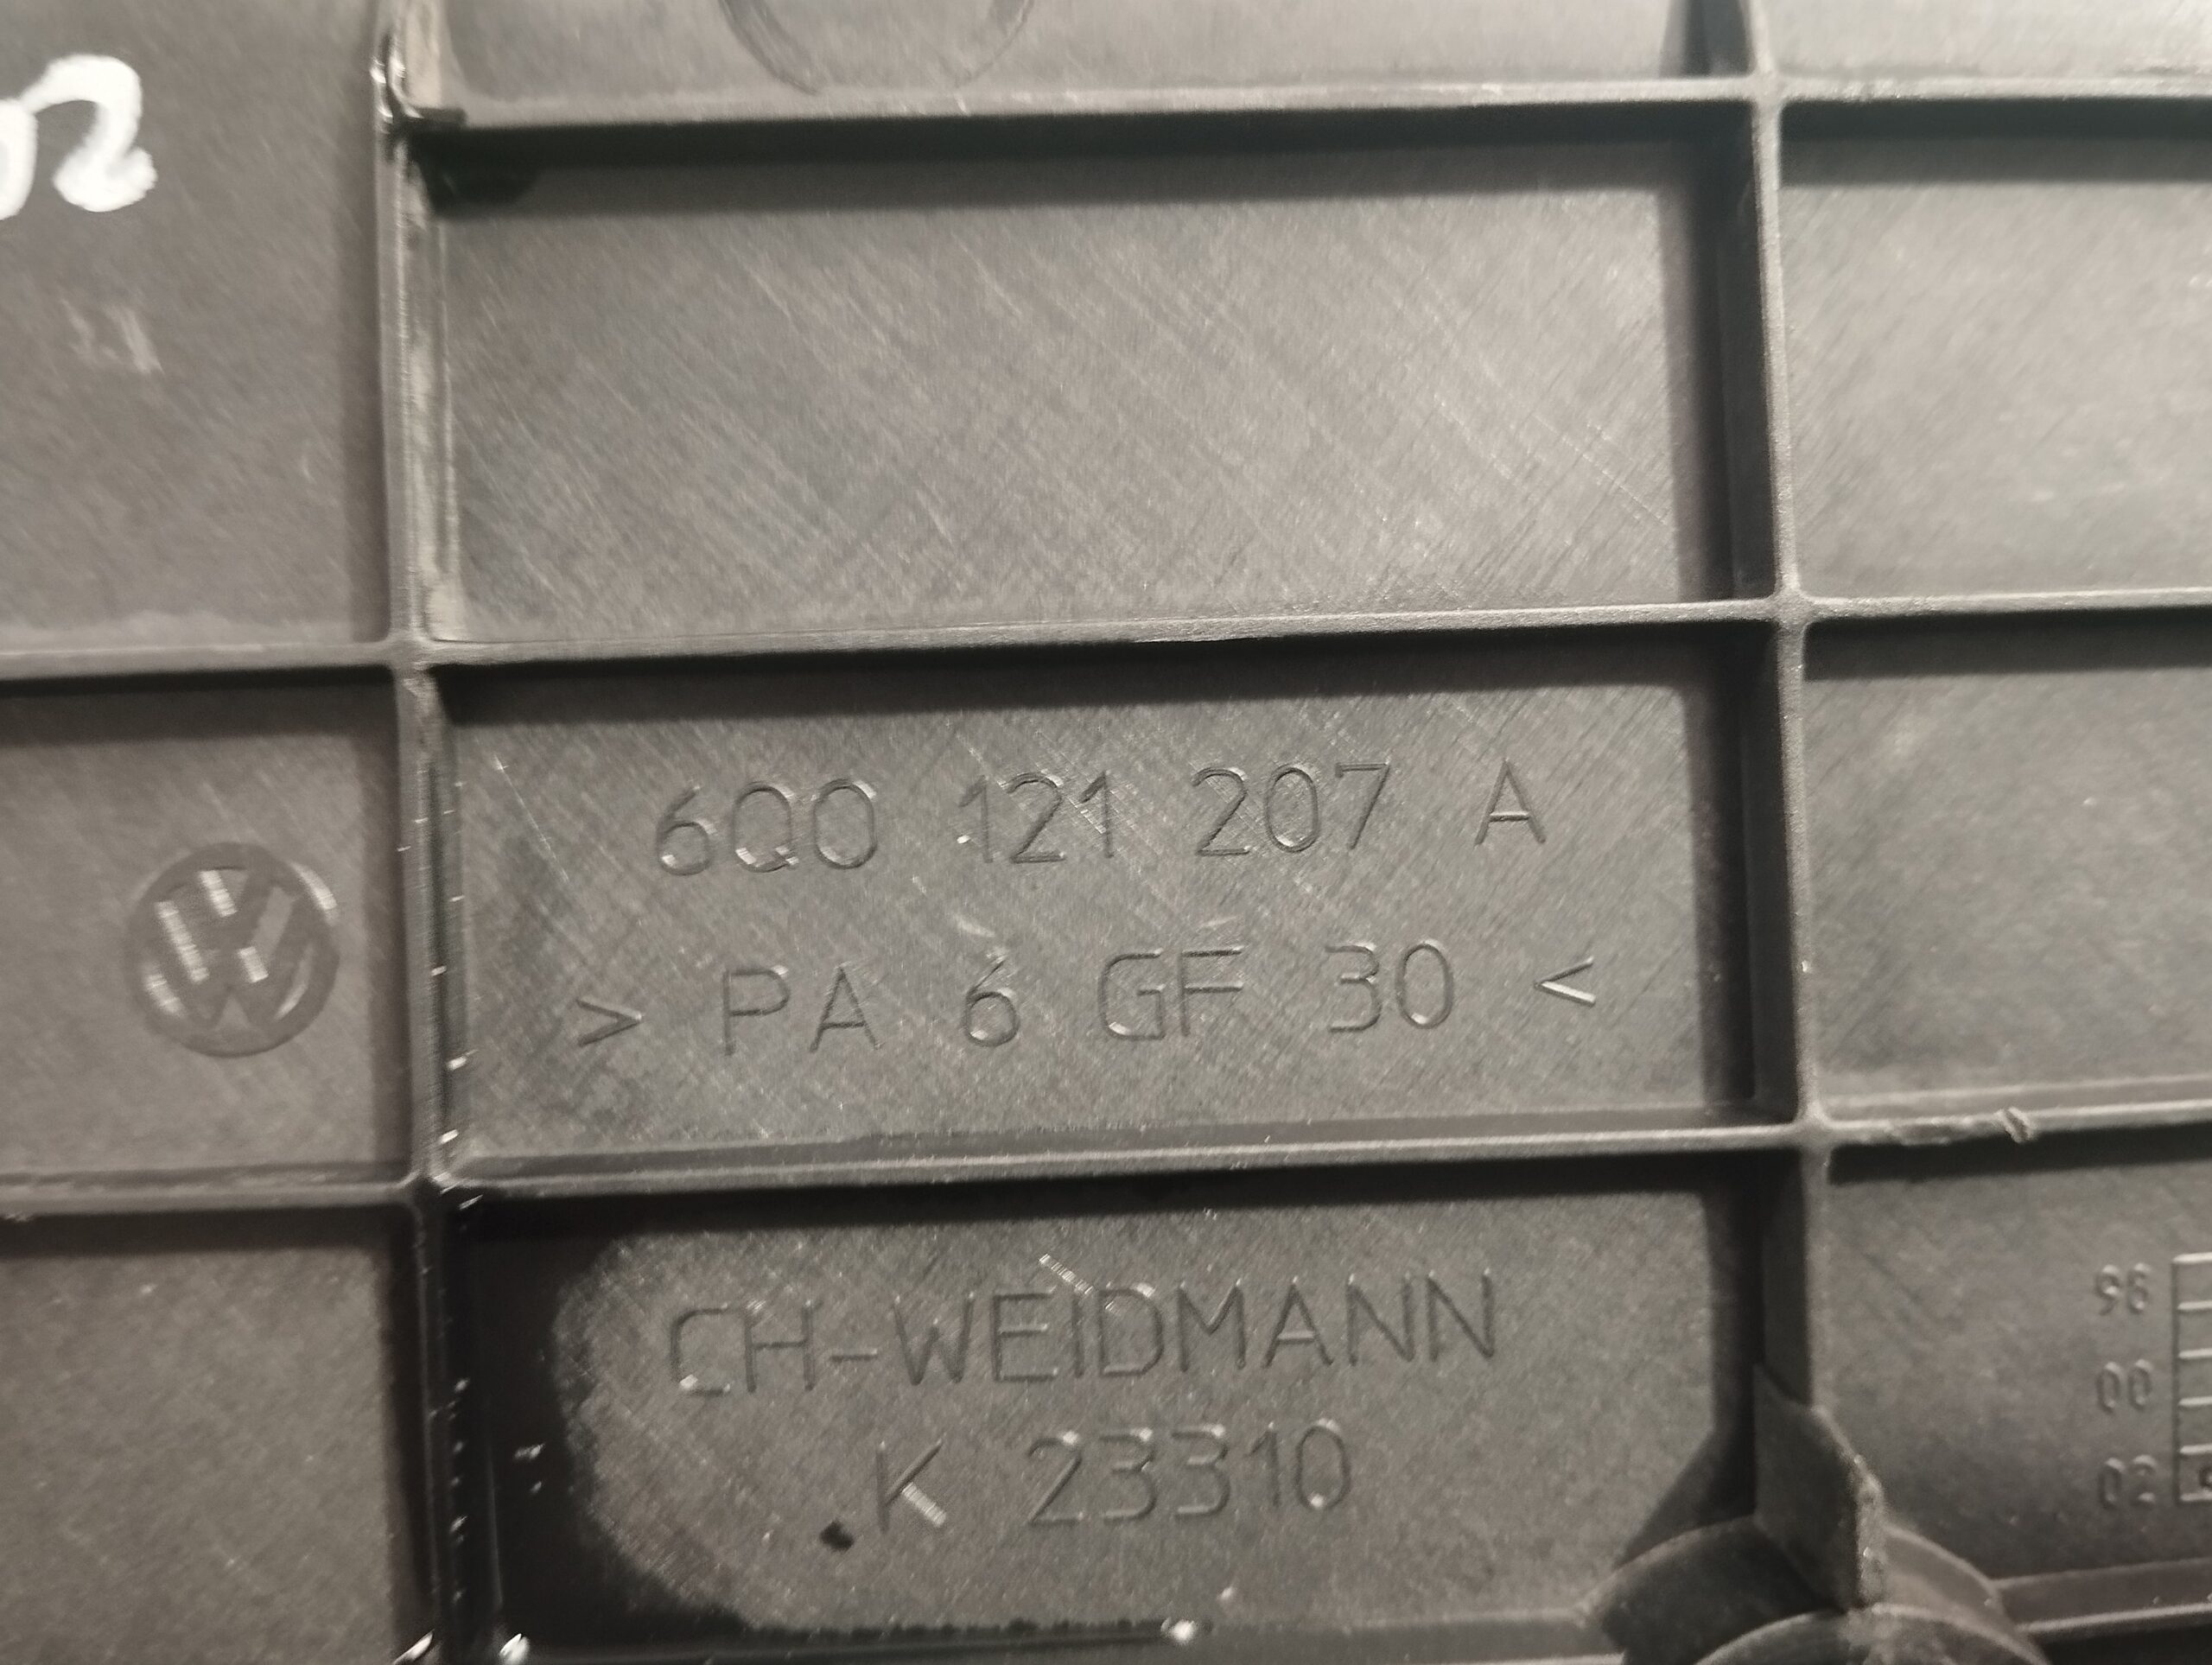 6Q0 121 207 A
> PA 6 GF 30 <
CH-WEIDMANN
K 23310
98
00
02